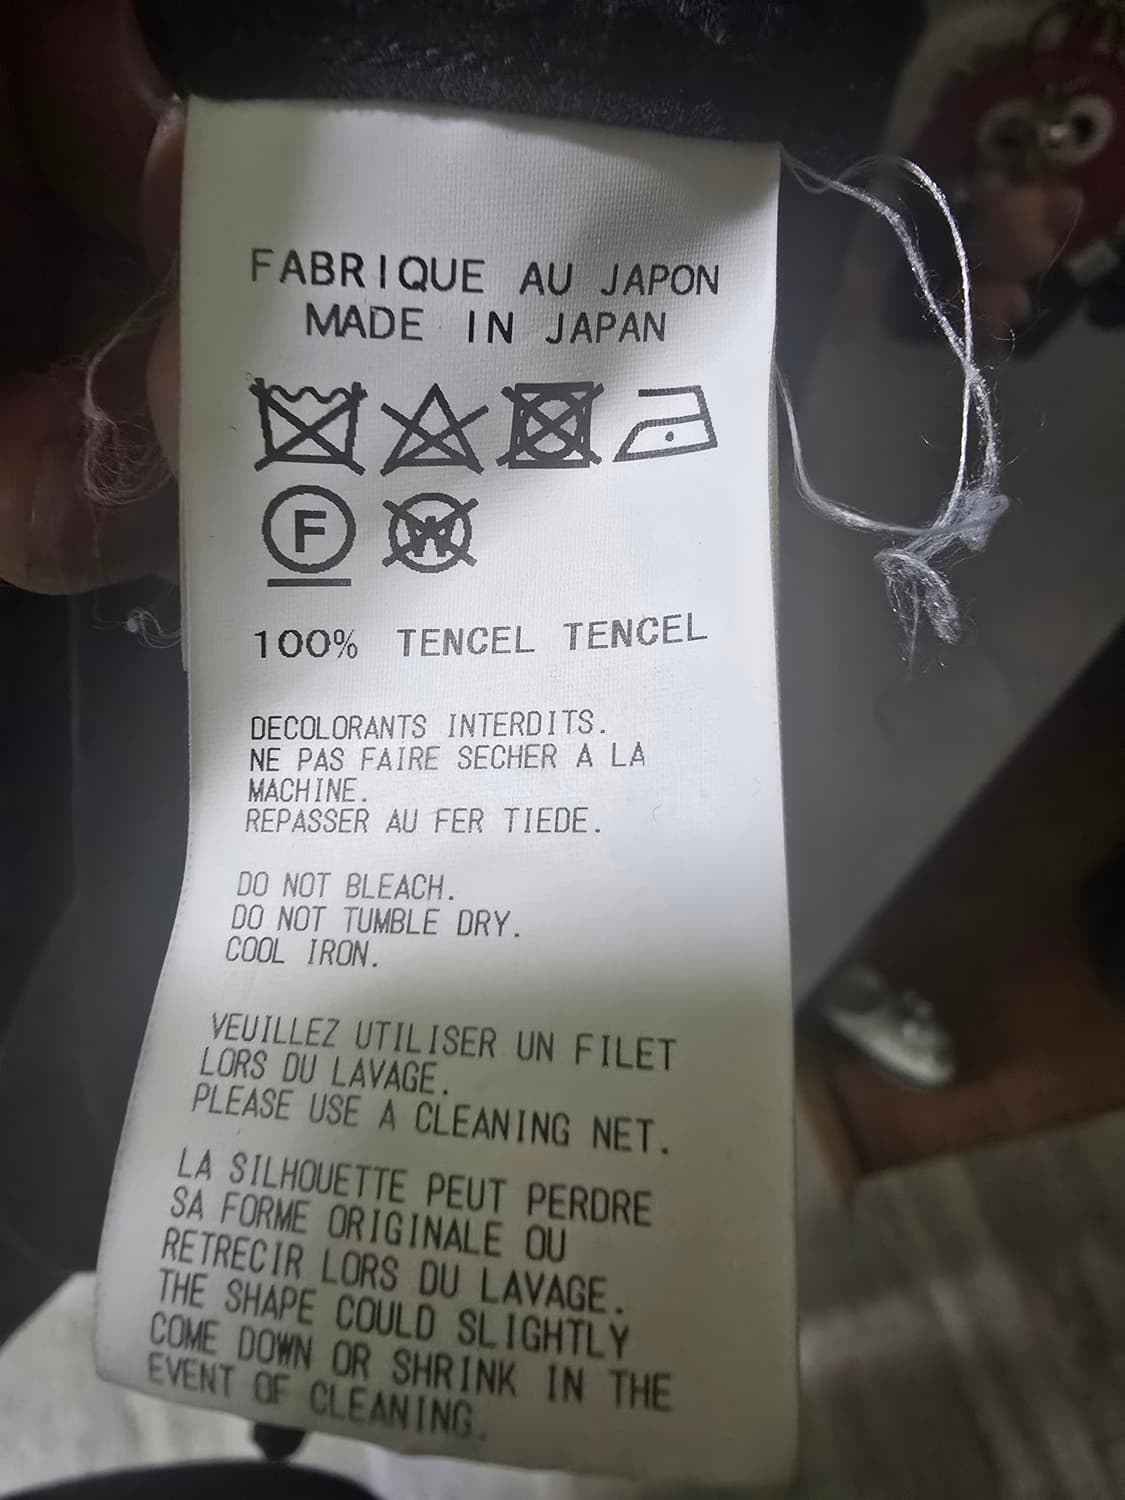 FABRIQUE AU JAPON
MADE IN JAPAN
F W
100% TENCEL TENCEL
DECOLORANTS INTERDITS.
NE PAS FAIRE SECHER A LA
MACHINE.
REPASSER AU FER TIEDE.
DO NOT BLEACH.
DO NOT TUMBLE DRY.
COOL IRON.
VEUILLEZ UTILISER UN FILET
LORS DU LAVAGE.
PLEASE USE A CLEANING NET.
LA SILHOUETTE PEUT PERDRE
SA FORME ORIGINALE OU
RETRECIR LORS DU LAVAGE.
THE SHAPE COULD SLIGHTLY
COME DOWN OR SHRINK IN THE
EVENT OF CLEANING.